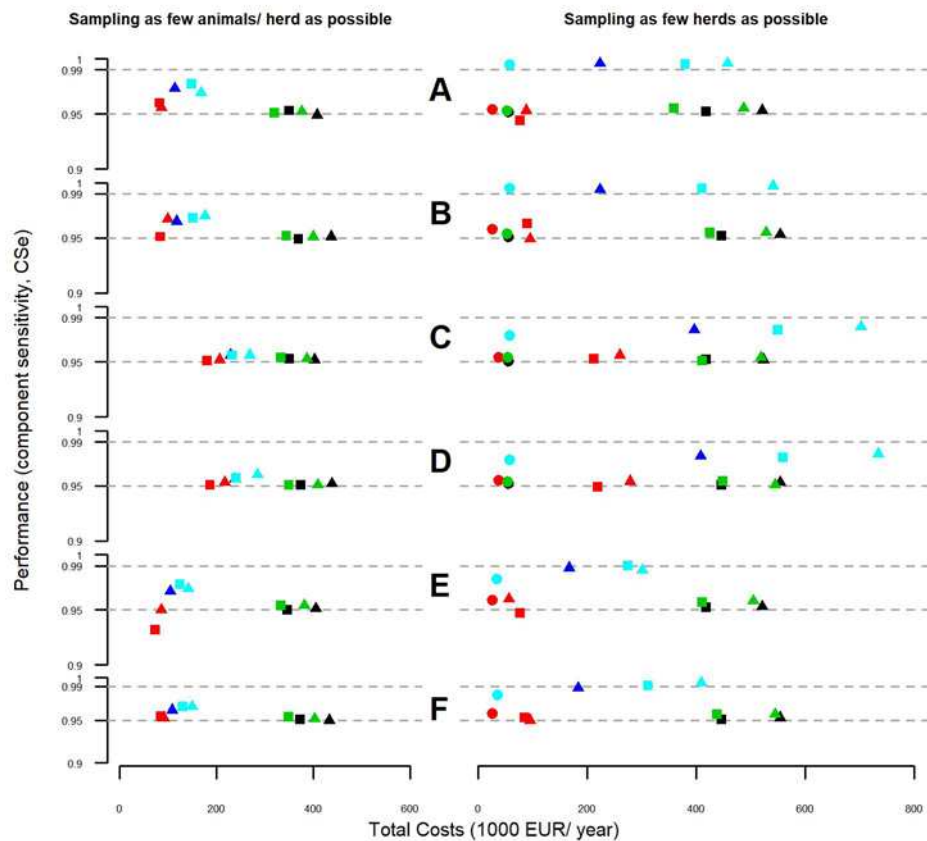 Sampling as few animals/ herd as possible
Sampling as few herds as possible
Performance (component sensitivity, CSe)
1
0.99
0.95
0.9
A
1
0.99
0.95
0.9
B
1
0.99
0.95
0.9
C
1
0.99
0.95
0.9
D
1
0.99
0.95
0.9
E
1
0.99
0.95
0.9
F
0 200 400 600
0 200 400 600 800
Total Costs (1000 EUR/ year)